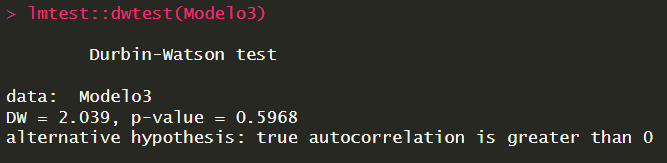 > lmtest::dwtest(Modelo3)
Durbin-Watson test
data:  Modelo3
DW = 2.039, p-value = 0.5968
alternative hypothesis: true autocorrelation is greater than 0